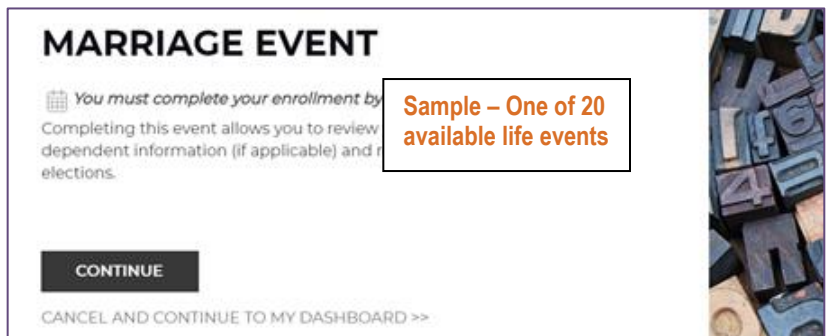 MARRIAGE EVENT
You must complete your enrollment by
Sample – One of 20
available life events
Completing this event allows you to review
dependent information (if applicable) and
elections.
CONTINUE
CANCEL AND CONTINUE TO MY DASHBOARD >>